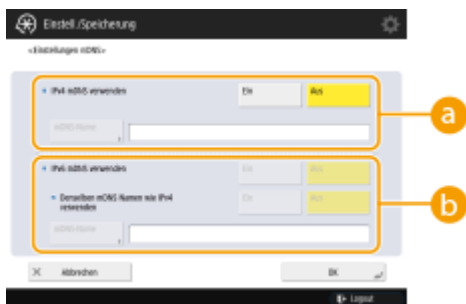 Einstell./Speicherung
<Einstellungen mDNS>
IPv4 mDNS verwenden
Ein
Aus
mDNS-Name
a
IPv6 mDNS verwenden
Ein
Aus
Denselben mDNS Namen wie IPv4
verwenden
Ein
Aus
mDNS-Name
b
Abbrechen
OK
Logout